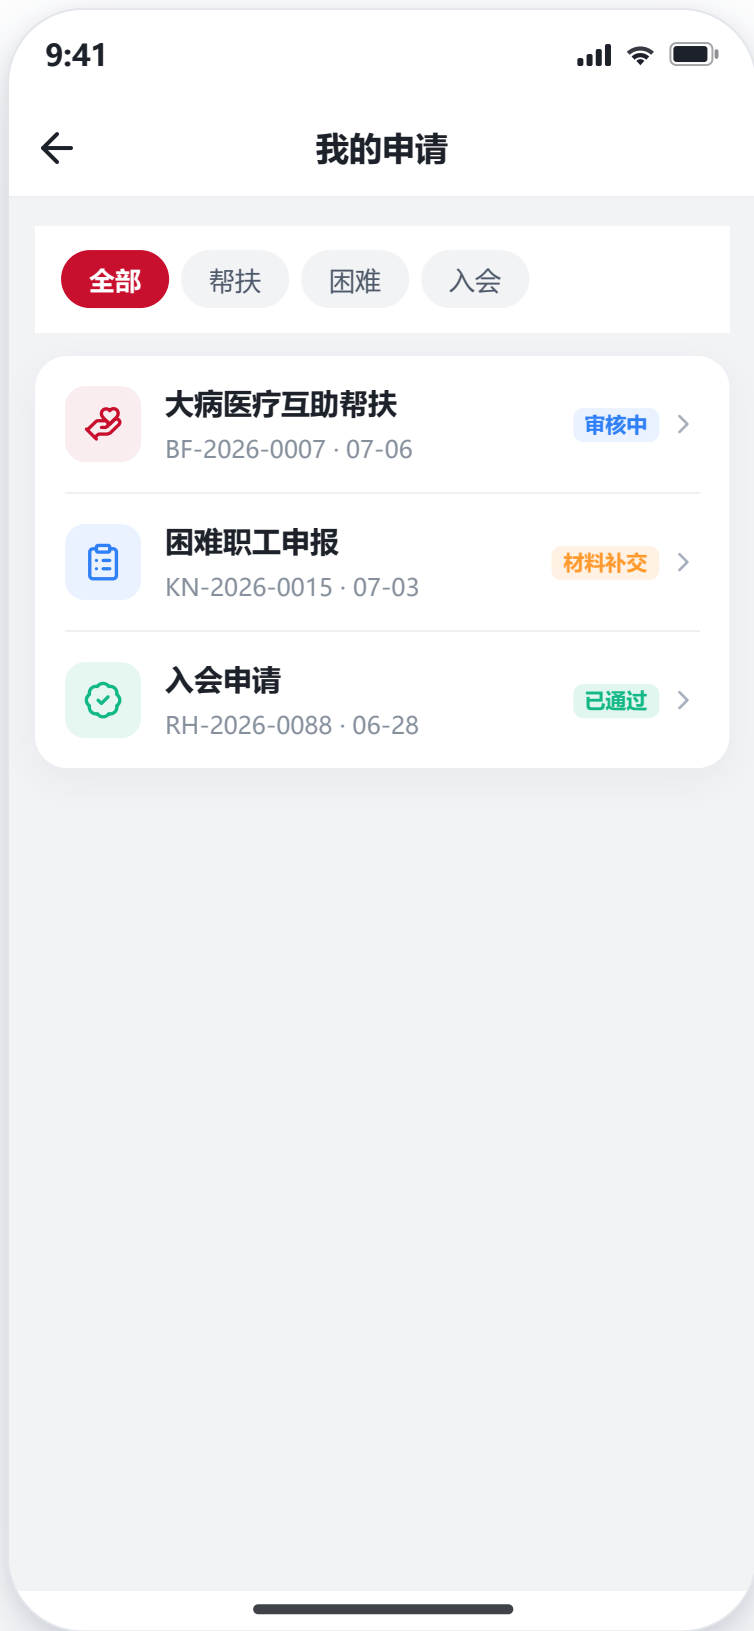 9:41
我的申请
全部 帮扶 困难 入会
大病医疗互助帮扶
BF-2026-0007 · 07-06
审核中
困难职工申报
KN-2026-0015 · 07-03
材料补交
入会申请
RH-2026-0088 · 06-28
已通过